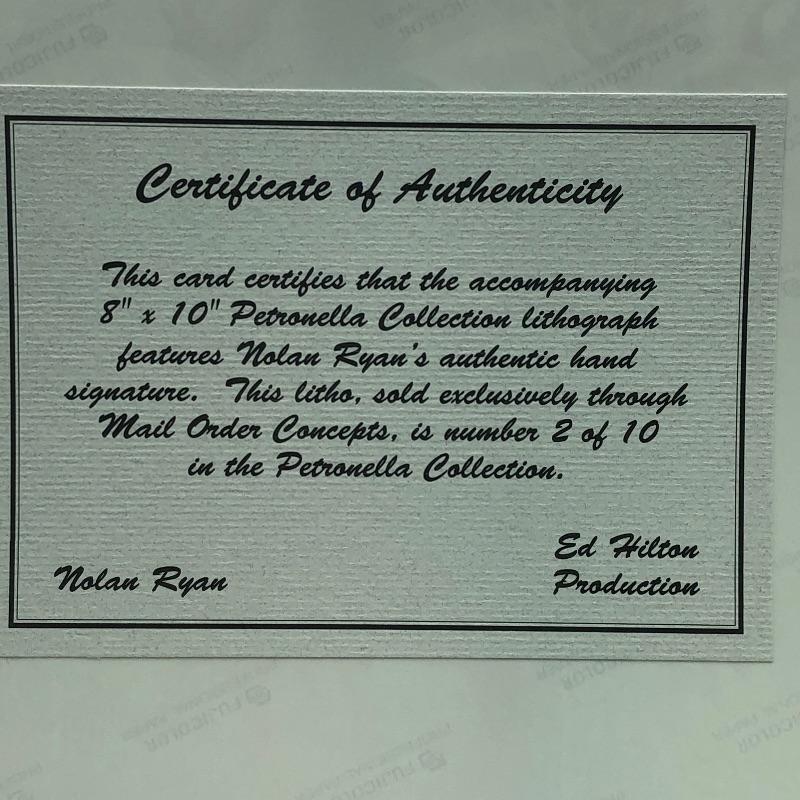 Certificate of Authenticity
This card certifies that the accompanying
8" x 10" Petronella Collection lithograph
features Nolan Ryan's authentic hand
signature. This litho, sold exclusively through
Mail Order Concepts, is number 2 of 10
in the Petronella Collection.
Nolan Ryan
Ed Hilton
Production